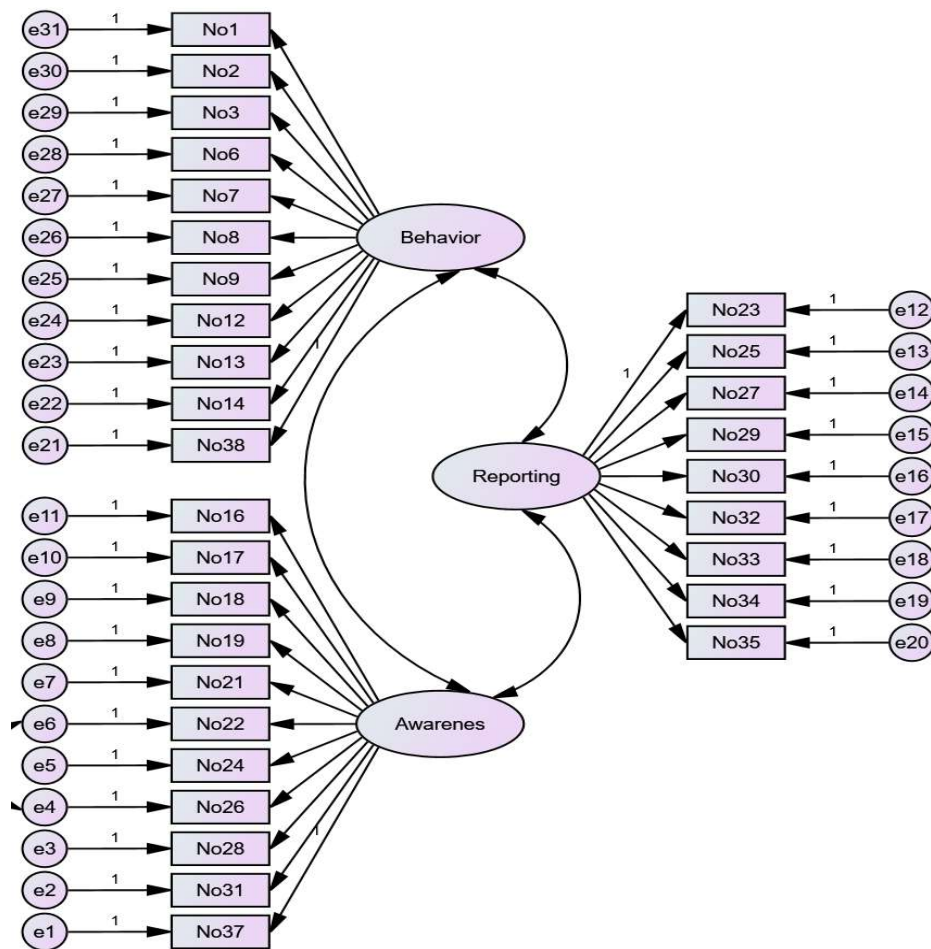 e31 1 No1
e30 1 No2
e29 1 No3
e28 1 No6
e27 1 No7
e26 1 No8
e25 1 No9
e24 1 No12
e23 1 No13
e22 1 No14
e21 1 No38
1
Behavior
e11 1 No16
e10 1 No17
e9 1 No18
e8 1 No19
e7 1 No21
e6 1 No22
e5 1 No24
e4 1 No26
e3 1 No28
e2 1 No31
e1 1 No37
1
Awarenes
Reporting
1
No23 1 e12
No25 1 e13
No27 1 e14
No29 1 e15
No30 1 e16
No32 1 e17
No33 1 e18
No34 1 e19
No35 1 e20